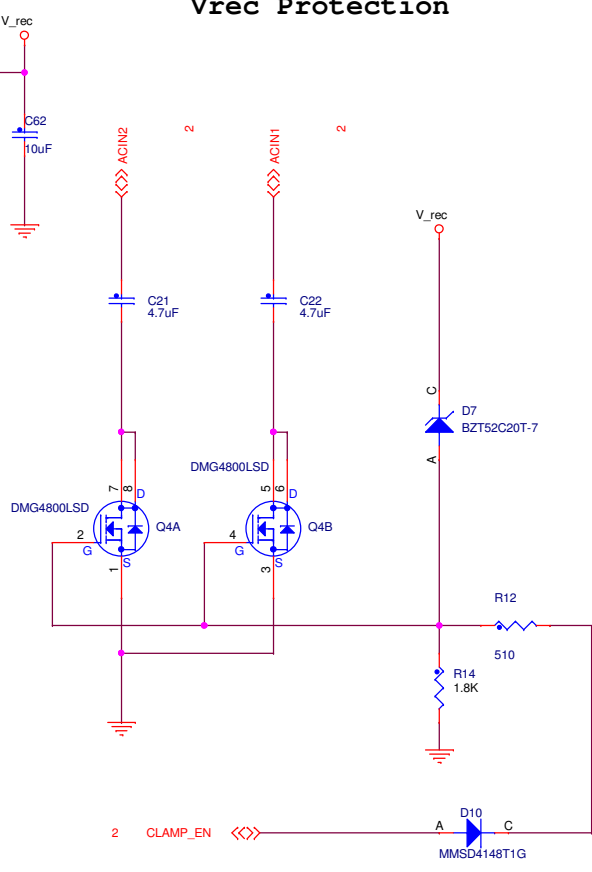 Vrec Protection
V_rec
C62
10uF
ACIN2
2
ACIN1
2
V_rec
C21
4.7uF
C22
4.7uF
C
D7
BZT52C20T-7
A
DMG4800LSD
7
8
D
DMG4800LSD
5
6
D
2
G
Q4A
1
S
4
G
Q4B
3
S
R12
510
R14
1.8K
2
CLAMP_EN
A
D10
C
MMSD4148T1G